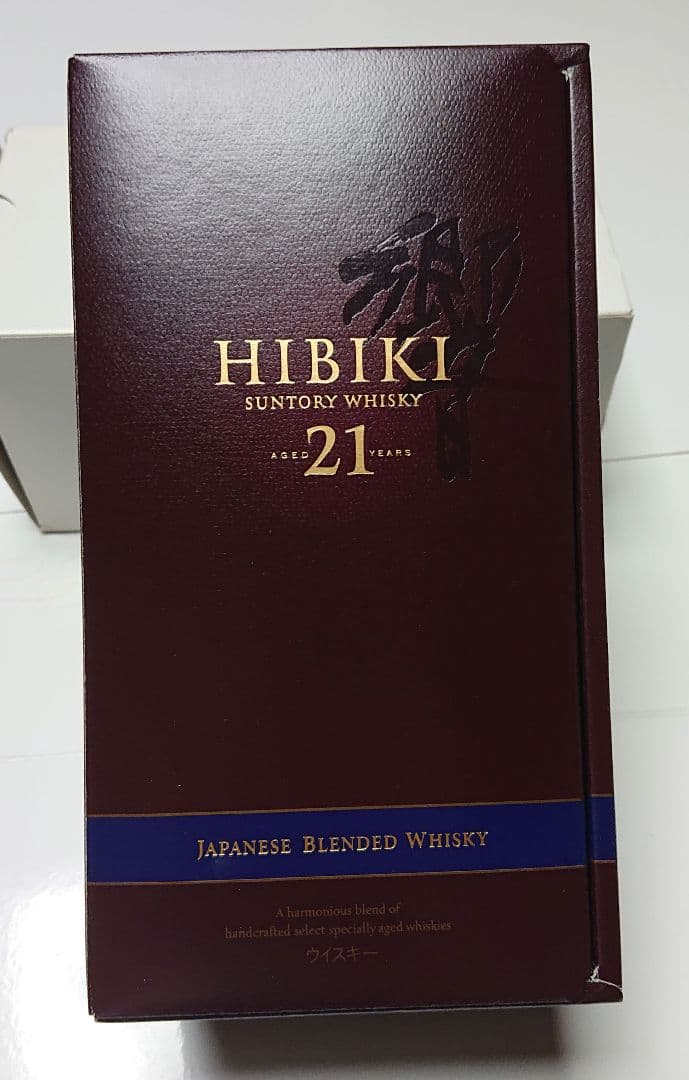 響
HIBIKI
SUNTORY WHISKY
AGED 21 YEARS
JAPANESE BLENDED WHISKY
A harmonious blend of
handcrafted select specially aged whiskies
ウイスキー